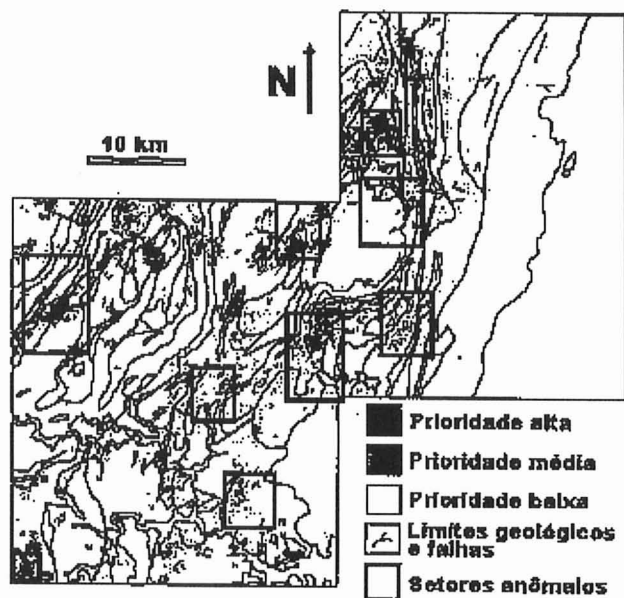 N
10 km
Prioridade alta
Prioridade média
Prioridade baixa
Limites geológicos
e falhas
Setores anômalos